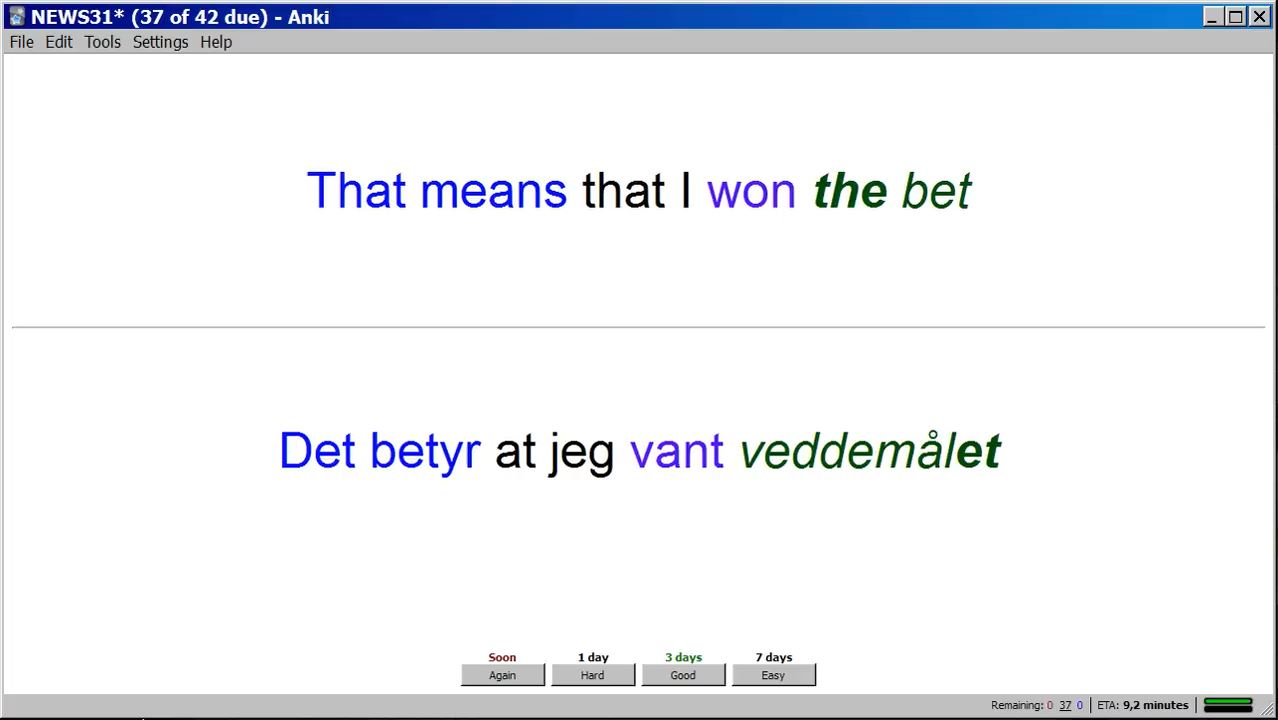 NEWS31* (37 of 42 due) - Anki
File Edit Tools Settings Help
That means that I won the bet
Det betyr at jeg vant veddemålet
Soon 1 day 3 days 7 days
Again Hard Good Easy
Remaining: 0 37 0 ETA: 9,2 minutes